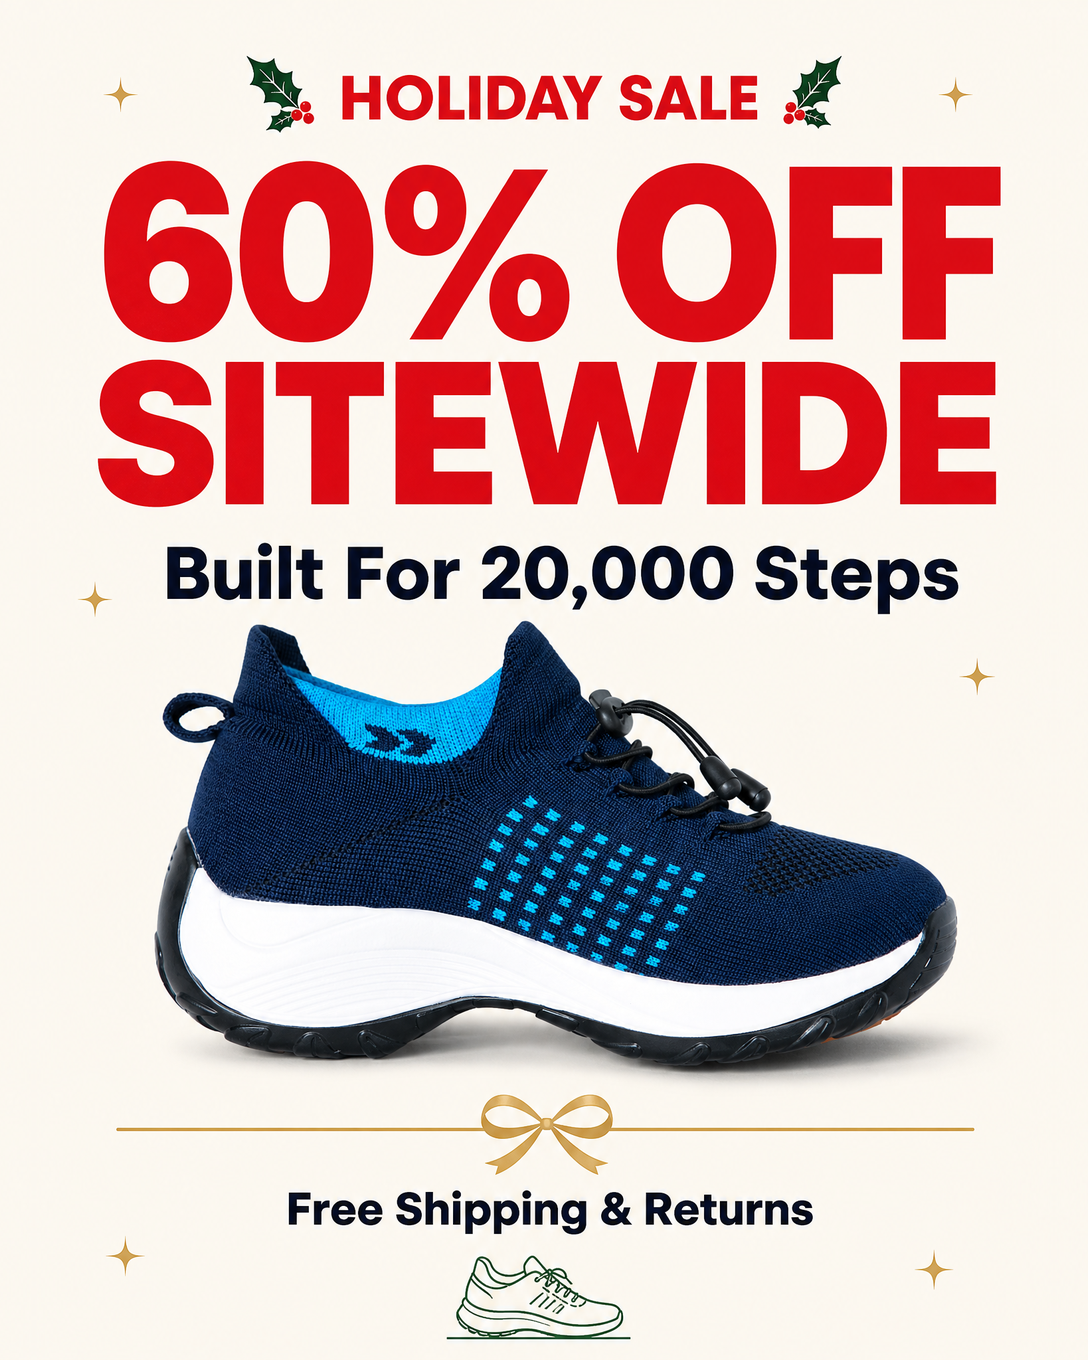 HOLIDAY SALE
60% OFF
SITEWIDE
Built For 20,000 Steps
Free Shipping & Returns